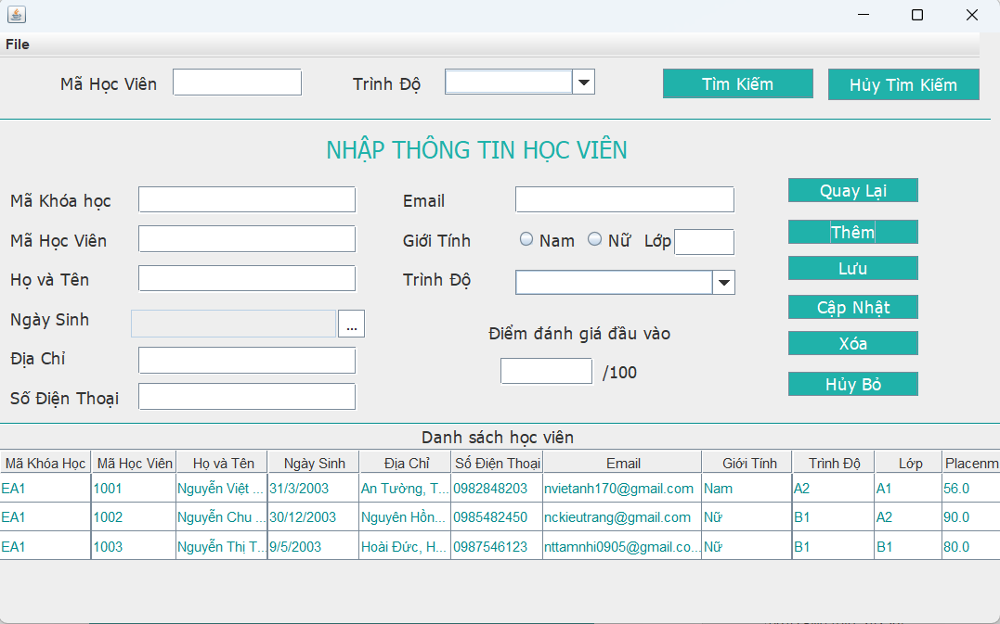 File
Mã Học Viên Trình Độ Tìm Kiếm Hủy Tìm Kiếm
NHẬP THÔNG TIN HỌC VIÊN
Mã Khóa học Email Quay Lại
Mã Học Viên Giới Tính Nam Nữ Lớp Thêm
Họ và Tên Trình Độ Lưu
Ngày Sinh ... Cập Nhật
Điểm đánh giá đầu vào
Địa Chỉ Xóa
/100
Số Điện Thoại Hủy Bỏ
Danh sách học viên
Mã Khóa Học Mã Học Viên Họ và Tên Ngày Sinh Địa Chỉ Số Điện Thoại Email Giới Tính Trình Độ Lớp Placenm
EA1 1001 Nguyễn Việt ... 31/3/2003 An Tường, T... 0982848203 nvietanh170@gmail.com Nam A2 A1 56.0
EA1 1002 Nguyễn Chu ... 30/12/2003 Nguyên Hồn... 0985482450 nckieutrang@gmail.com Nữ B1 A2 90.0
EA1 1003 Nguyễn Thị T... 9/5/2003 Hoài Đức, H... 0987546123 nttamnhi0905@gmail.co... Nữ B1 B1 80.0